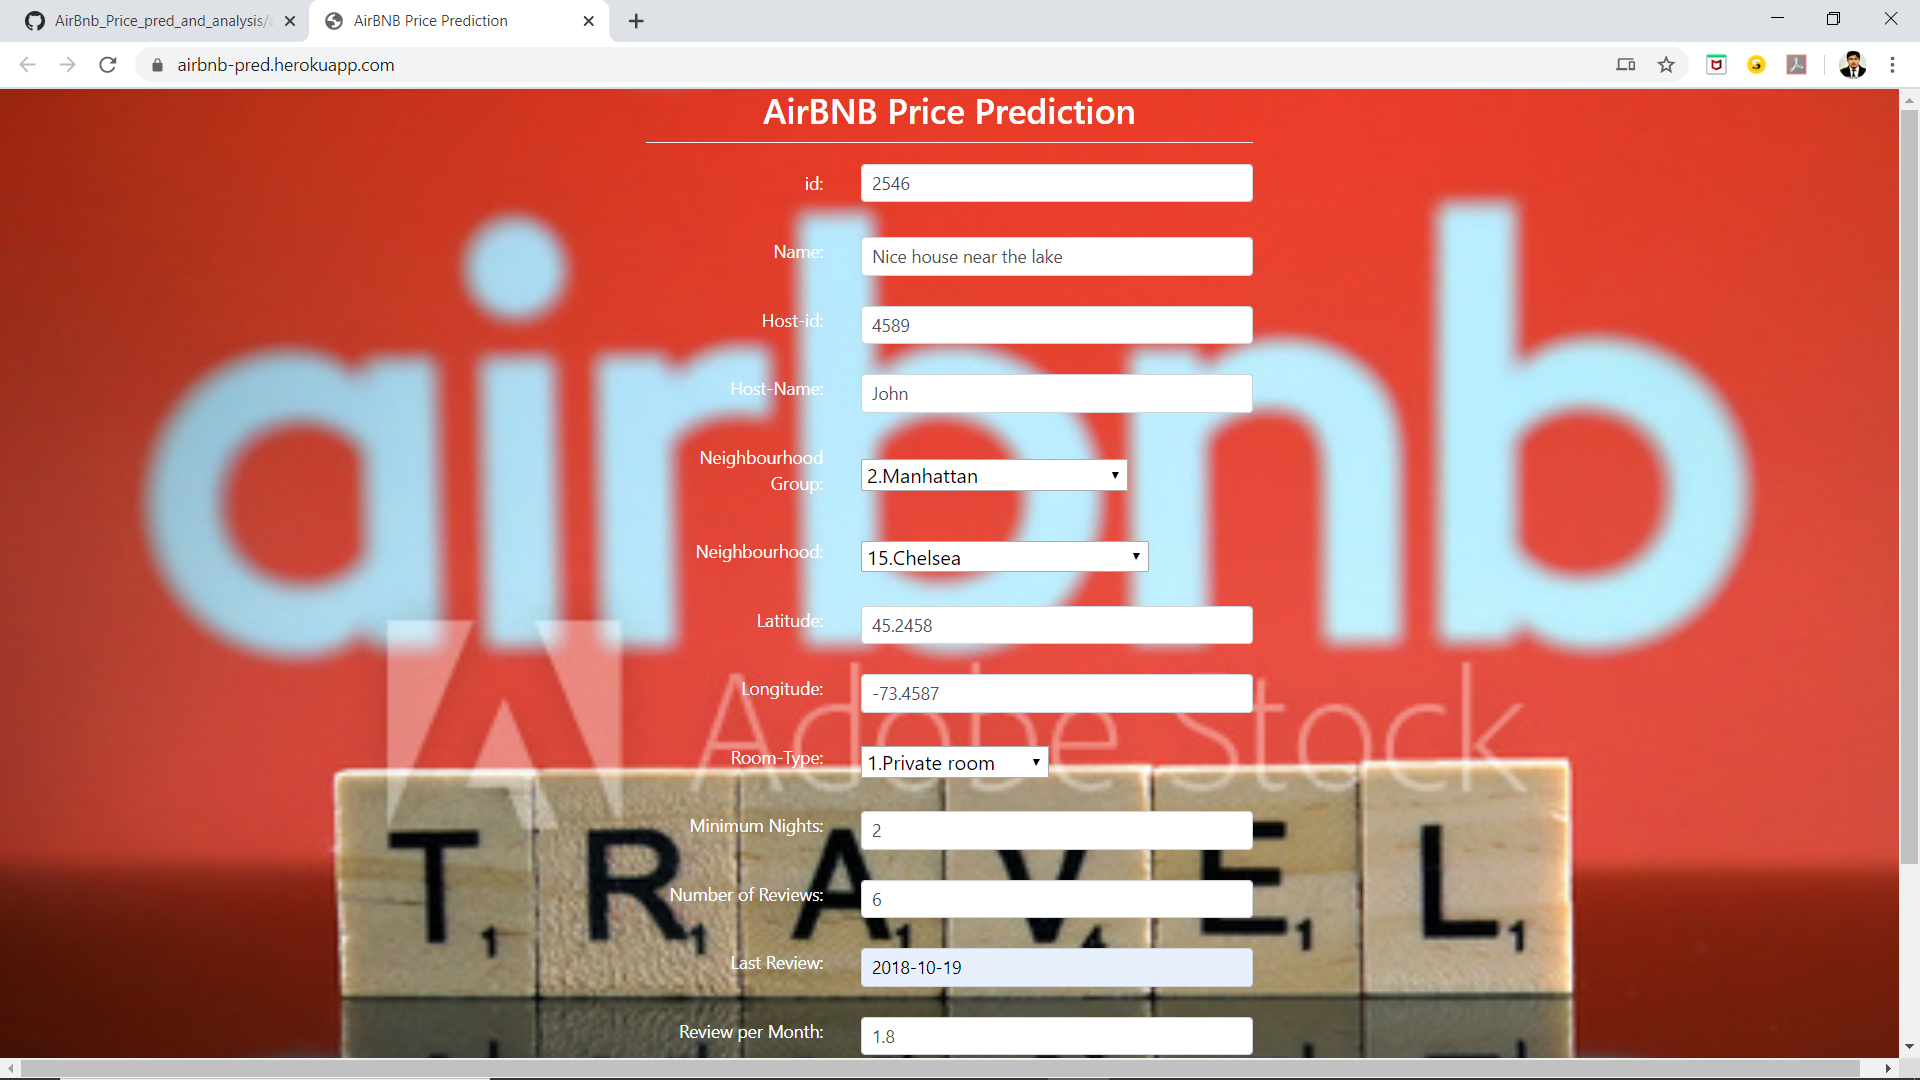 AirBnb_Price_pred_and_analysis/
AirBNB Price Prediction
airbnb-pred.herokuapp.com
AirBNB Price Prediction
id: 2546
Name: Nice house near the lake
Host-id: 4589
Host-Name: John
Neighbourhood
Group: 2.Manhattan
Neighbourhood: 15.Chelsea
Latitude: 45.2458
Longitude: -73.4587
Room-Type: 1.Private room
Minimum Nights: 2
Number of Reviews: 6
Last Review: 2018-10-19
Review per Month: 1.8
airbnb
Adobe Stock
T1 R1 A1 V4 E1 L1